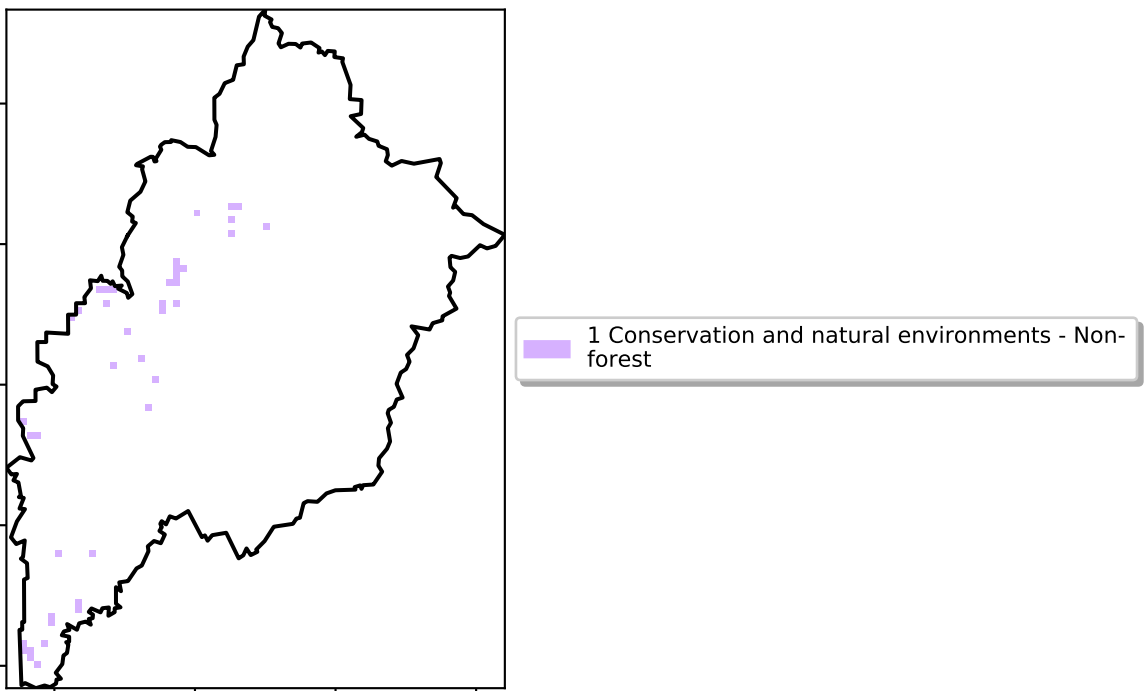 1 Conservation and natural environments - Non-
forest